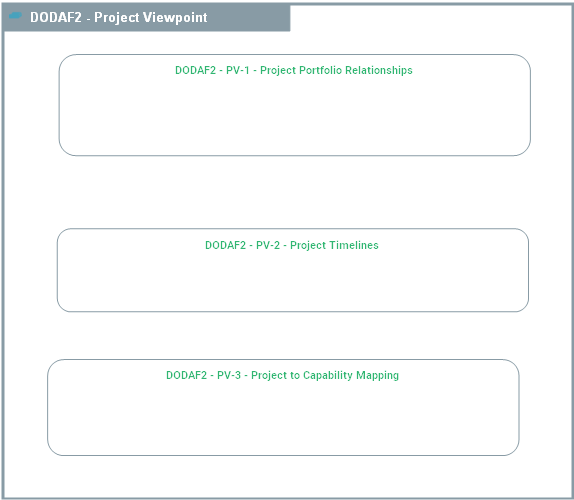 DODAF2 - Project Viewpoint
DODAF2 - PV-1 - Project Portfolio Relationships
DODAF2 - PV-2 - Project Timelines
DODAF2 - PV-3 - Project to Capability Mapping